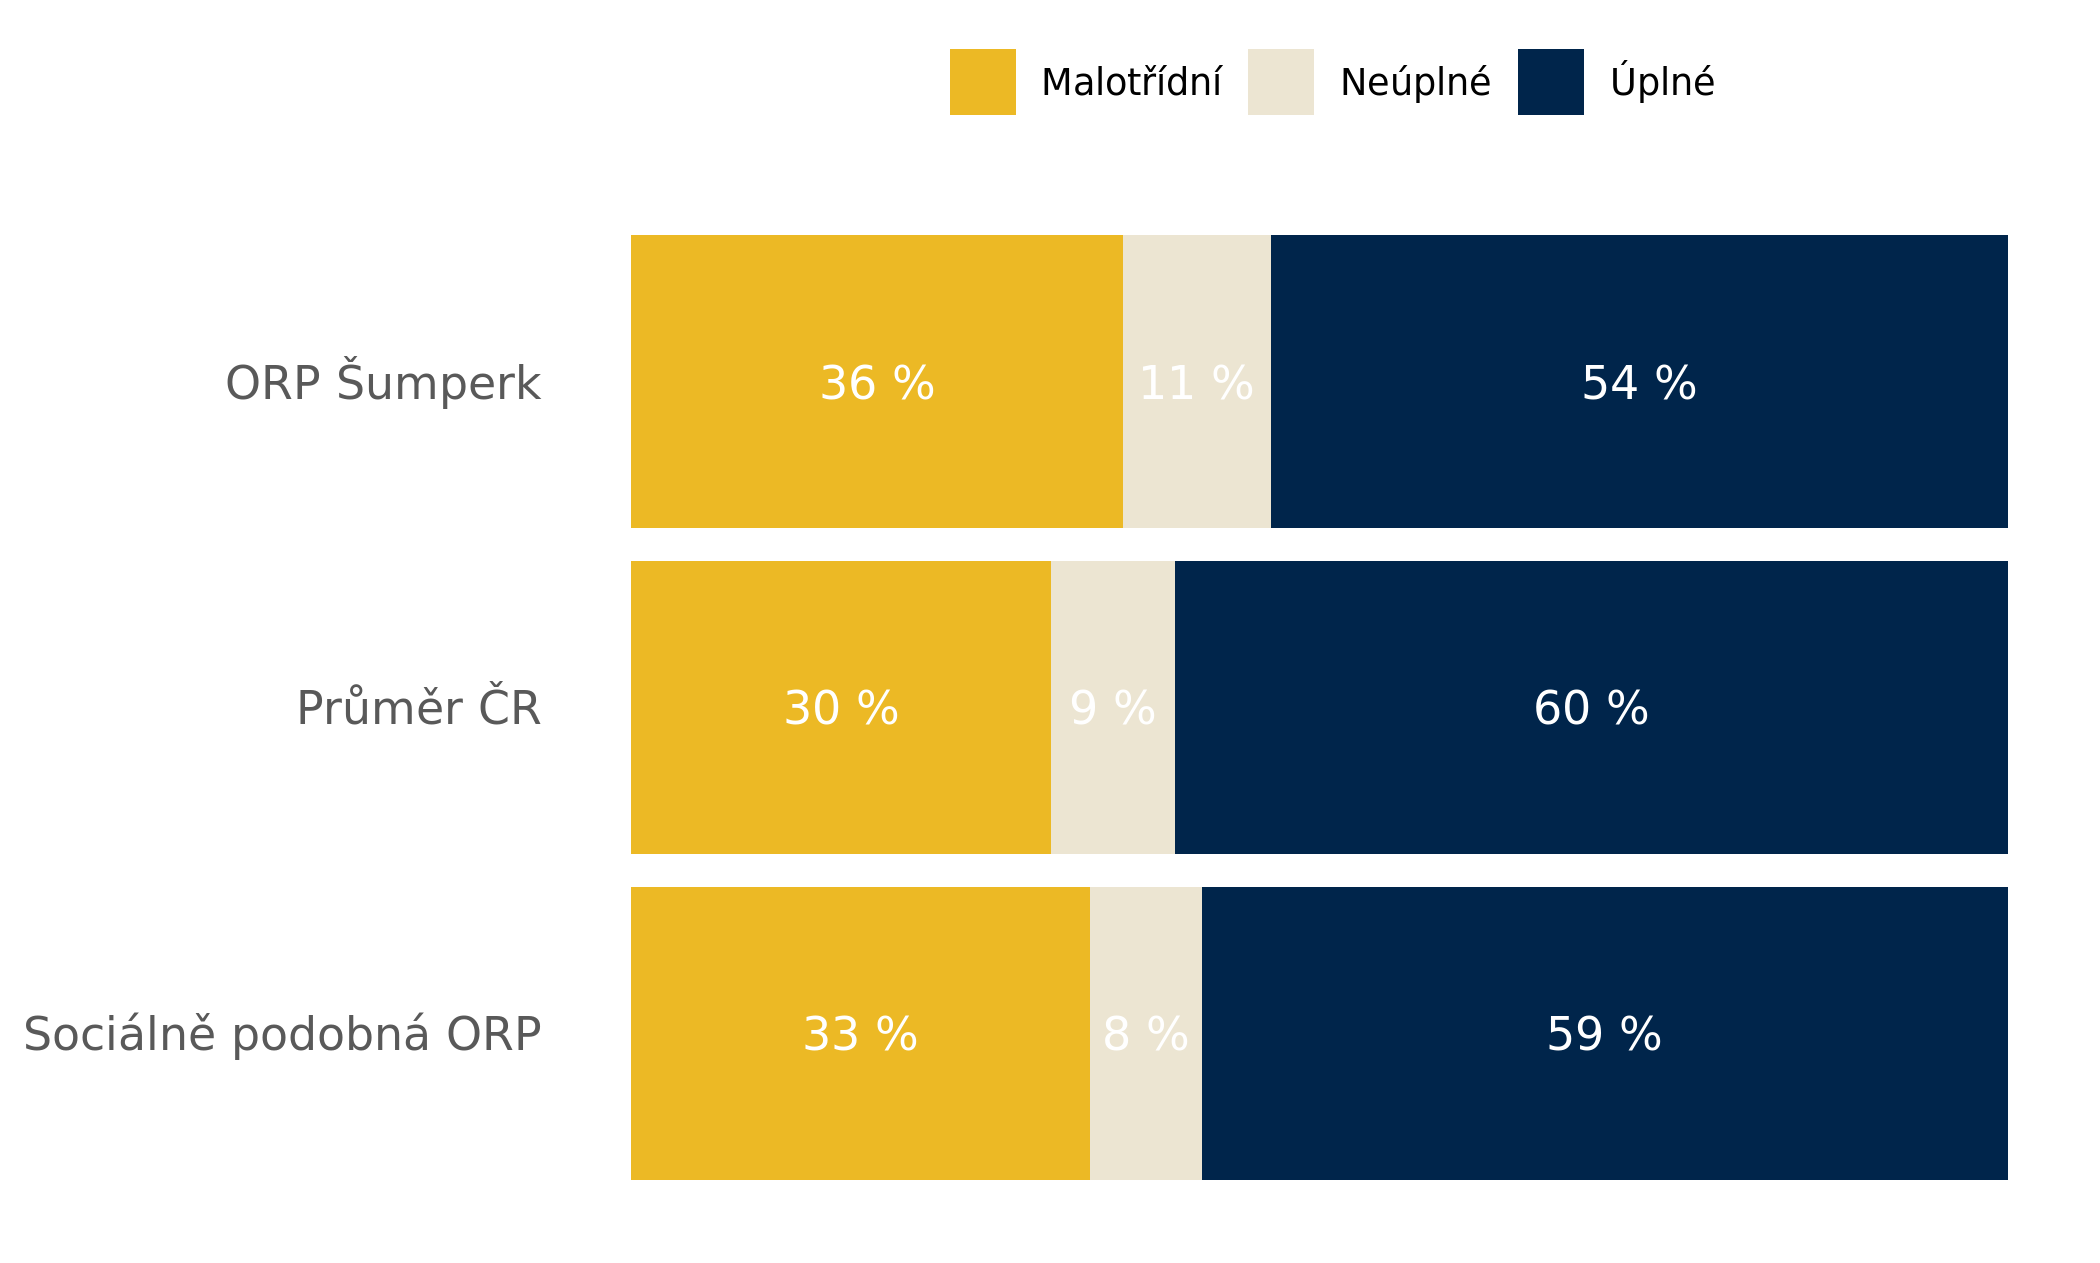 Malotřídní Neúplné Úplné
ORP Šumperk 36 % 11 % 54 %
Průměr ČR 30 % 9 % 60 %
Sociálně podobná ORP 33 % 8 % 59 %